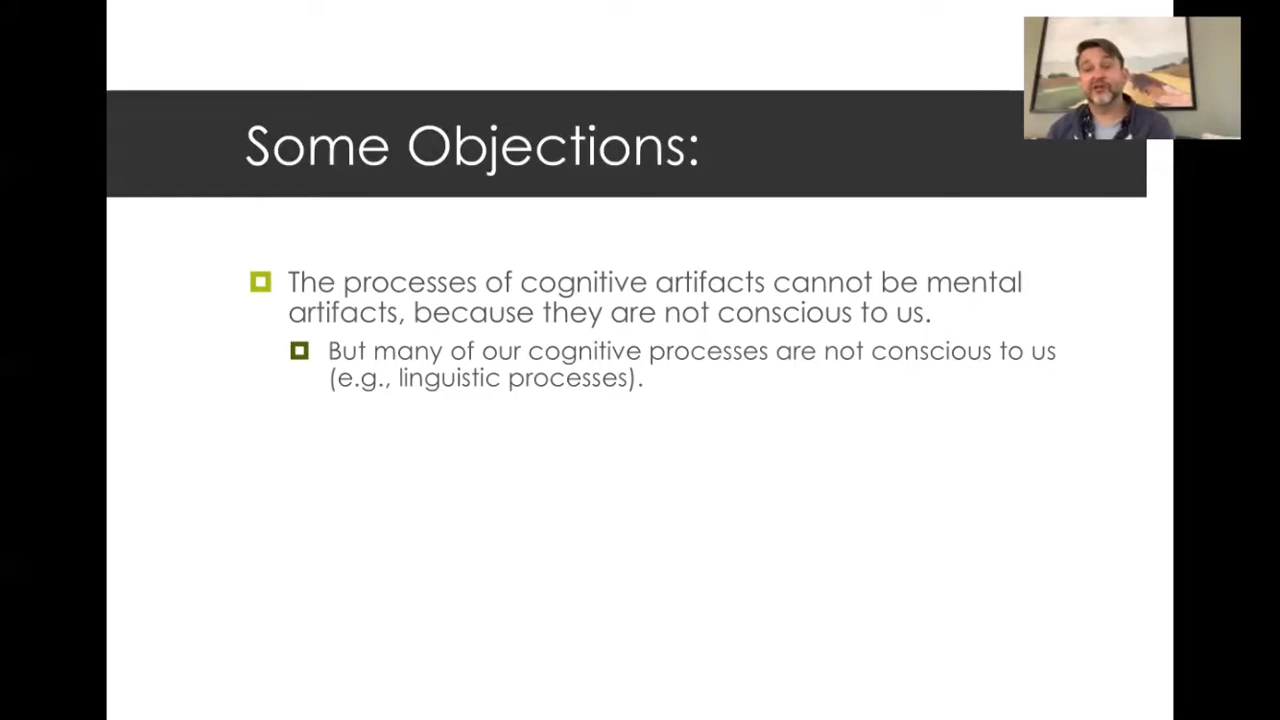 Some Objections:
The processes of cognitive artifacts cannot be mental
artifacts, because they are not conscious to us.
But many of our cognitive processes are not conscious to us
(e.g., linguistic processes).